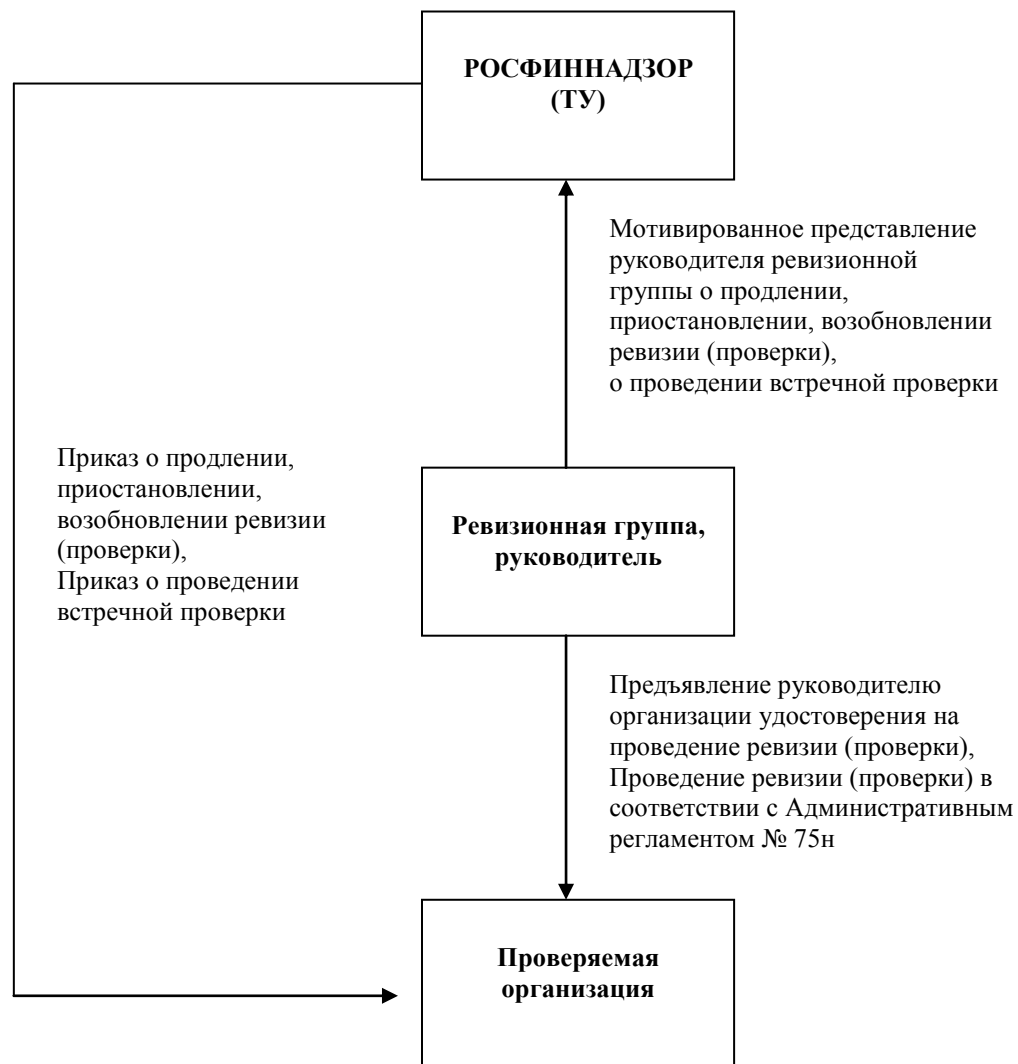 РОСФИННАДЗОР
(ТУ)
Мотивированное представление
руководителя ревизионной
группы о продлении,
приостановлении, возобновлении
ревизии (проверки),
о проведении встречной проверки
Приказ о продлении,
приостановлении,
возобновлении ревизии
(проверки),
Приказ о проведении
встречной проверки
Ревизионная группа,
руководитель
Предъявление руководителю
организации удостоверения на
проведение ревизии (проверки),
Проведение ревизии (проверки) в
соответствии с Административным
регламентом № 75н
Проверяемая
организация